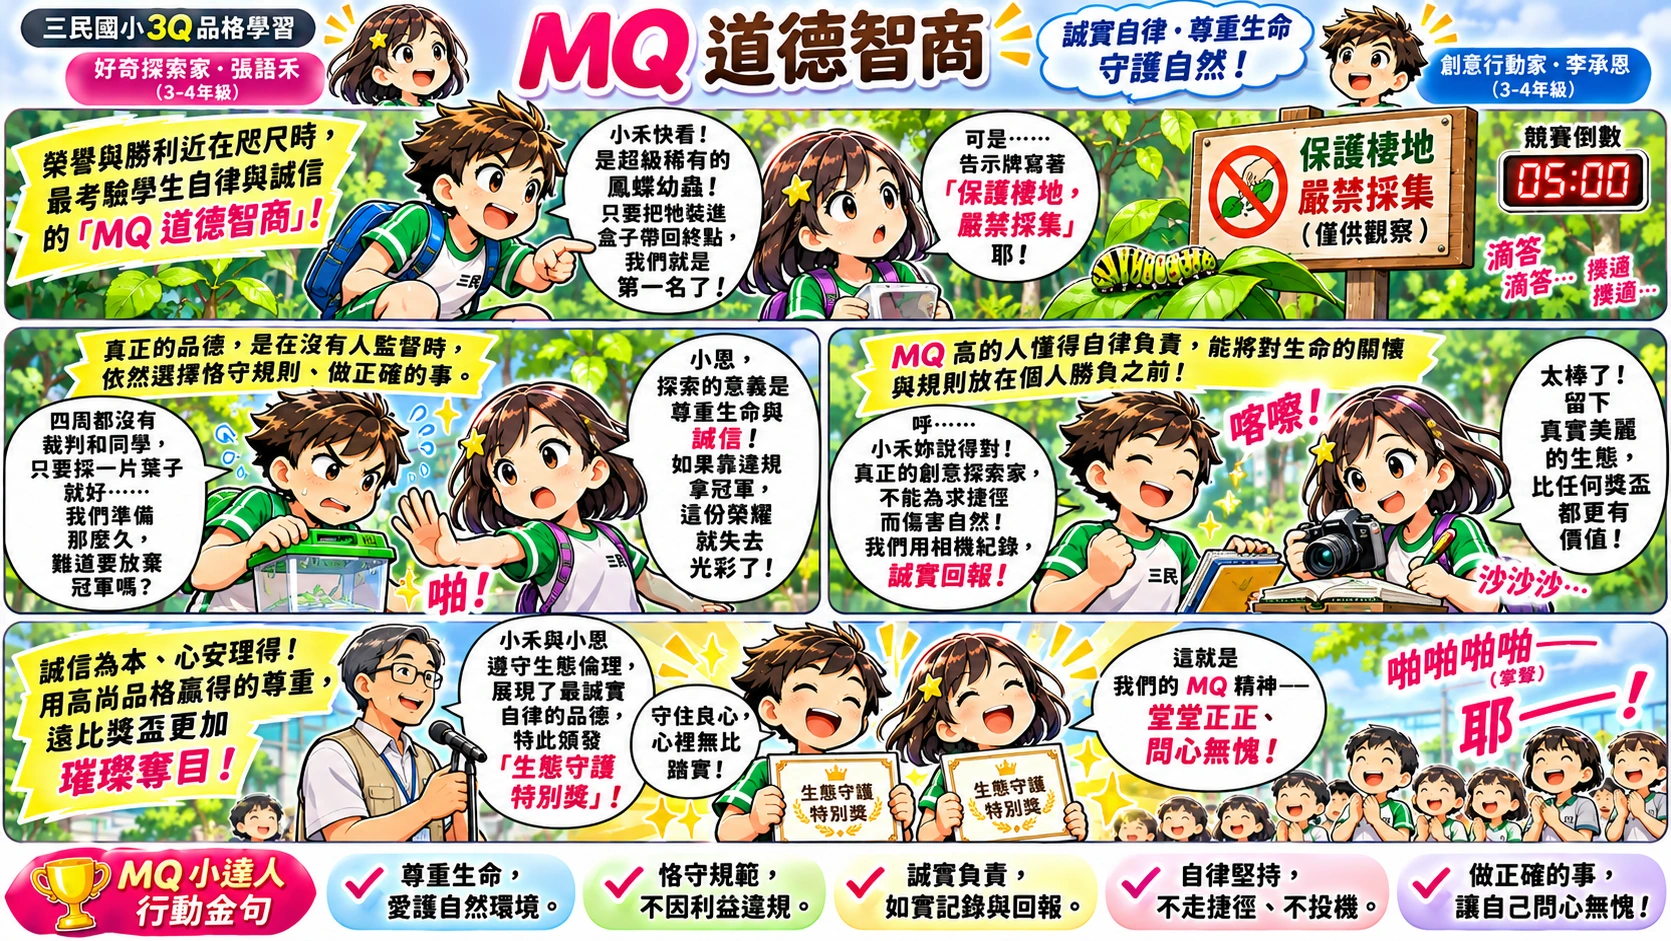 三民國小3Q品格學習
好奇探索家・張語禾
(3-4年級)
MQ 道德智商
誠實自律・尊重生命
守護自然！
創意行動家・李承恩
(3-4年級)
榮譽與勝利近在咫尺時，
最考驗學生自律與誠信
的「MQ 道德智商」！
小禾快看！
是超級稀有的
鳳蝶幼蟲！
只要把牠裝進
盒子帶回終點，
我們就是
第一名了！
三民
可是……
告示牌寫著
「保護棲地，
嚴禁採集」
耶！
保護棲地
嚴禁採集
(僅供觀察)
競賽倒數
05:00
滴答
滴答…
撲通
撲通…
真正的品德，是在沒有人監督時，
依然選擇恪守規則、做正確的事。
四周都沒有
裁判和同學，
只要採一片葉子
就好……
我們準備
那麼久，
難道要放棄
冠軍嗎？
啪！
三民
小恩，
探索的意義是
尊重生命與
誠信！
如果靠違規
拿冠軍，
這份榮耀
就失去
光彩了！
MQ 高的人懂得自律負責，能將對生命的關懷
與規則放在個人勝負之前！
呼……
小禾妳說得對！
真正的創意探索家，
不能為求捷徑
而傷害自然！
我們用相機紀錄，
誠實回報！
三民
喀嚓！
太棒了！
留下
真實美麗
的生態，
比任何獎盃
都更有
價值！
沙沙沙…
誠信為本、心安理得！
用高尚品格贏得的尊重，
遠比獎盃更加
璀璨奪目！
小禾與小恩
遵守生態倫理，
展現了最誠實
自律的品德，
特此頒發
「生態守護
特別獎」！
守住良心，
心裡無比
踏實！
生態守護
特別獎
生態守護
特別獎
這就是
我們的 MQ 精神——
堂堂正正、
問心無愧！
啪啪啪啪——
(掌聲)
耶——！
MQ 小達人
行動金句
尊重生命，
愛護自然環境。
恪守規範，
不因利益違規。
誠實負責，
如實記錄與回報。
自律堅持，
不走捷徑、不投機。
做正確的事，
讓自己問心無愧！